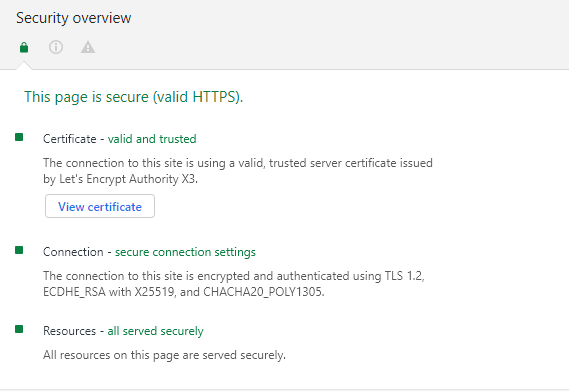 Security overview
This page is secure (valid HTTPS).
Certificate - valid and trusted
The connection to this site is using a valid, trusted server certificate issued
by Let's Encrypt Authority X3.
View certificate
Connection - secure connection settings
The connection to this site is encrypted and authenticated using TLS 1.2,
ECDHE_RSA with X25519, and CHACHA20_POLY1305.
Resources - all served securely
All resources on this page are served securely.